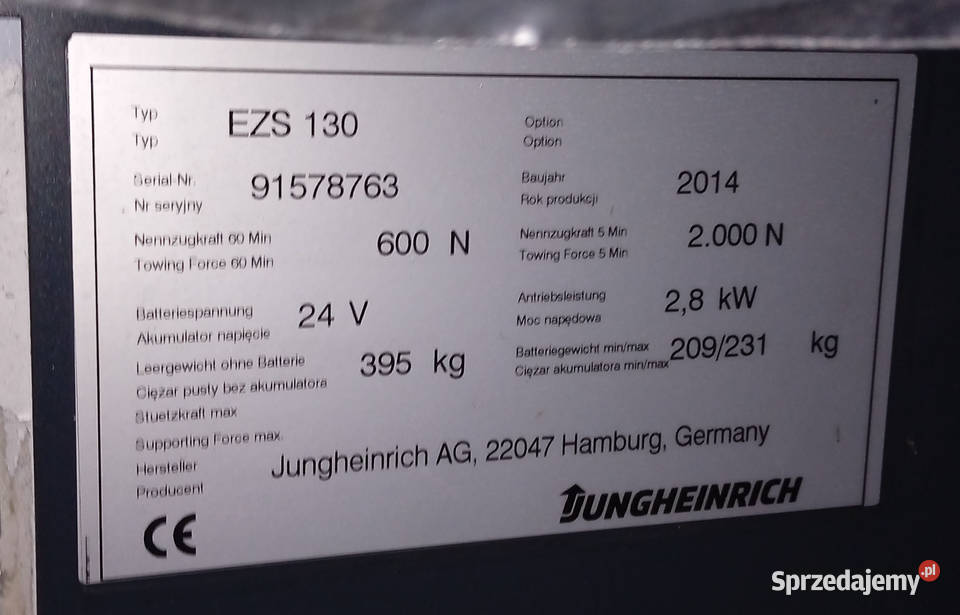 Typ
Typ
EZS 130
Option
Option
Serial-Nr.
Nr seryjny
91578763
Baujahr
Rok produkcji
2014
Nennzugkraft 60 Min
Towing Force 60 Min
600 N
Nennzugkraft 5 Min
Towing Force 5 Min
2.000 N
Batteriespannung
Akumulator napięcie
24 V
Antriebsleistung
Moc napędowa
2,8 kW
Leergewicht ohne Batterie
Ciężar pusty bez akumulatora
395 kg
Batteriegewicht min/max
Ciężar akumulatora min/max
209/231 kg
Stuetzkraft max
Supporting Force max.
Hersteller
Producent
Jungheinrich AG, 22047 Hamburg, Germany
CE
JUNGHEINRICH
Sprzedajemy.pl